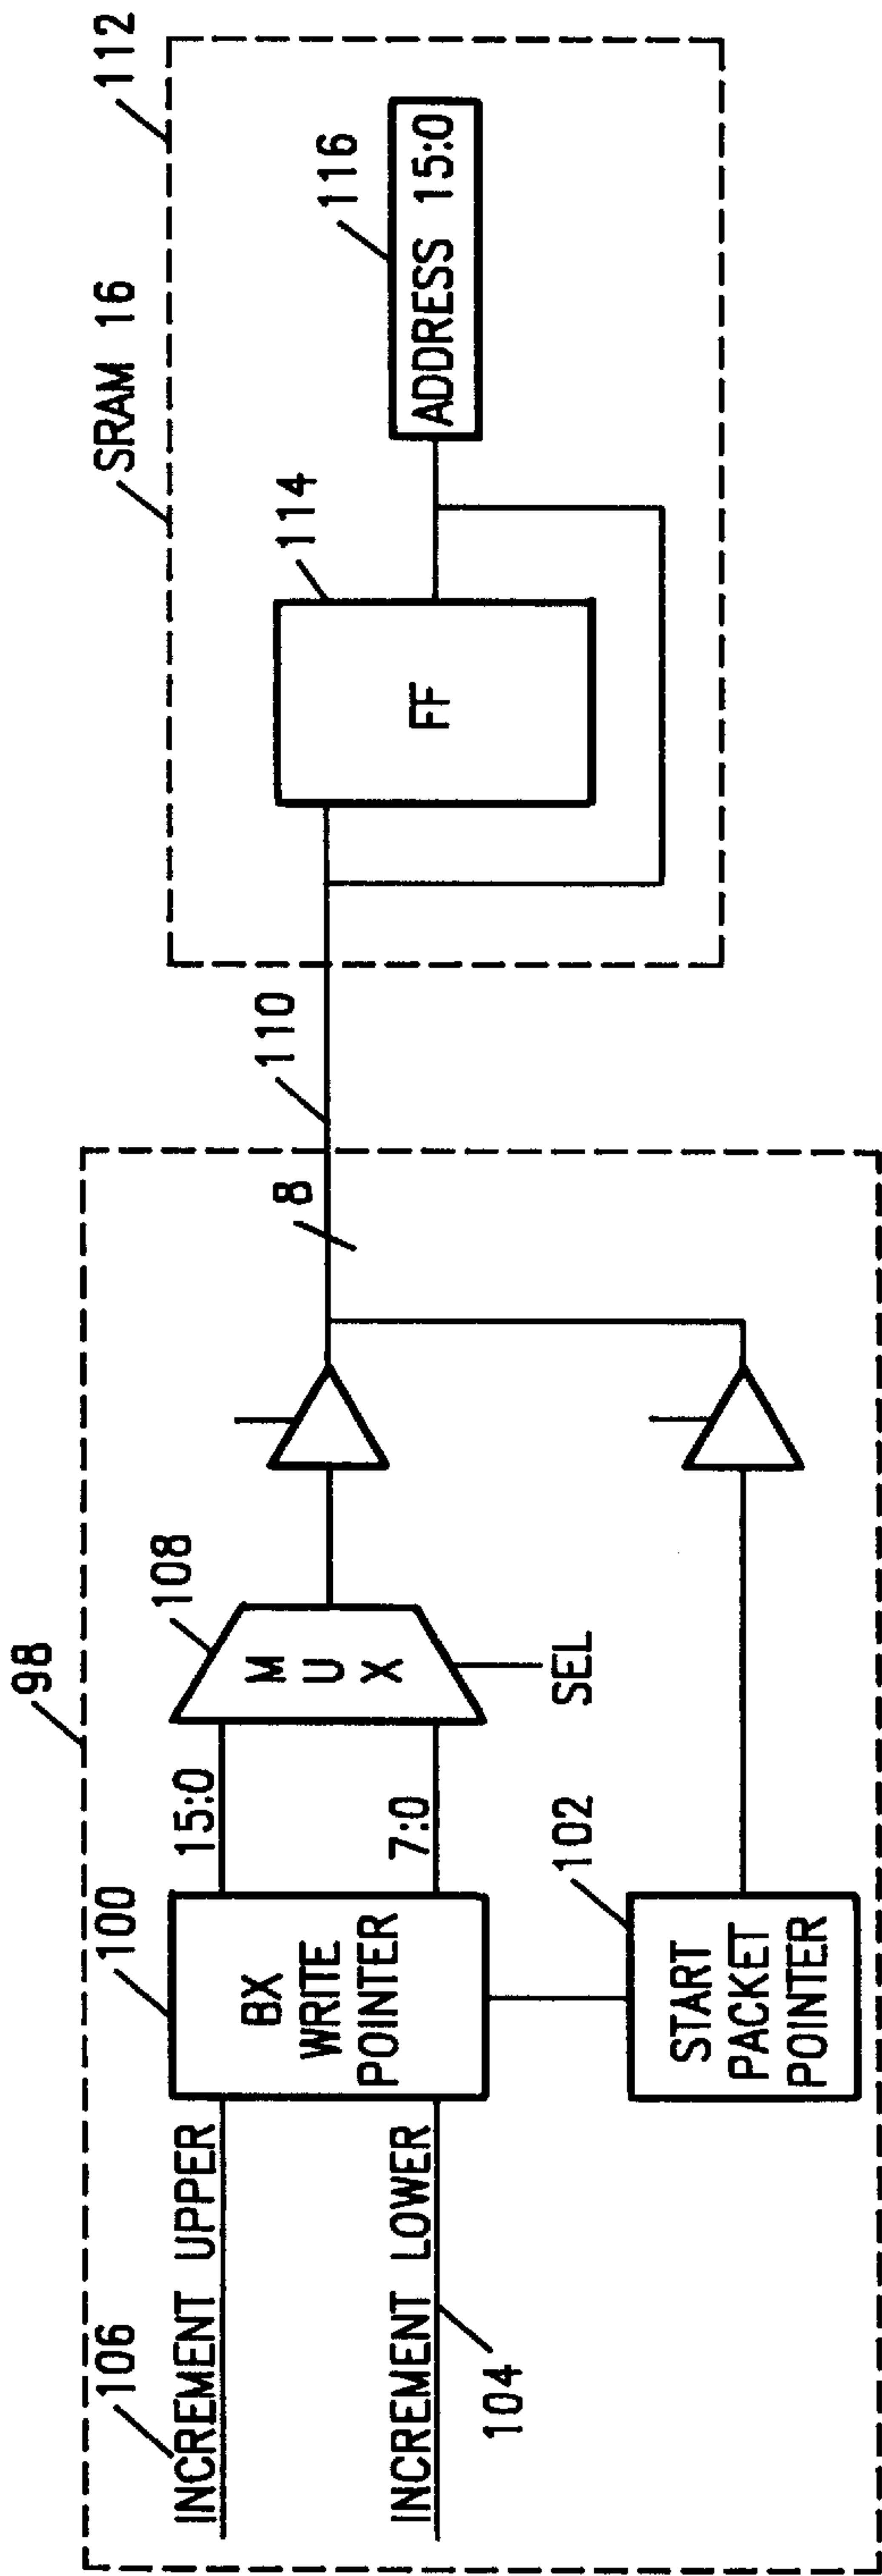 98
106
INCREMENT UPPER
INCREMENT LOWER
104
100
BX
WRITE
POINTER
15:0
7:0
108
MUX
SEL
102
START
PACKET
POINTER
8
110
SRAM 16
112
114
FF
116
ADDRESS 15:0